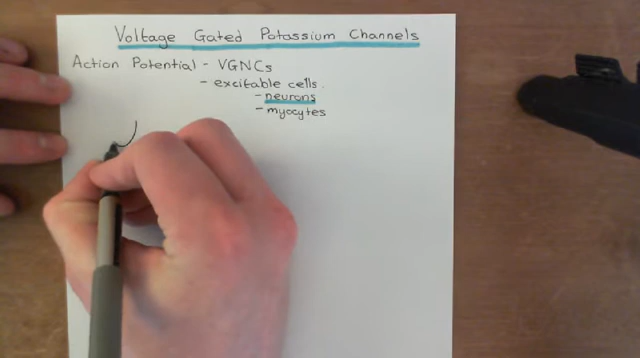 Voltage Gated Potassium Channels
Action Potential - VGNCs
- excitable cells.
- neurons
- myocytes